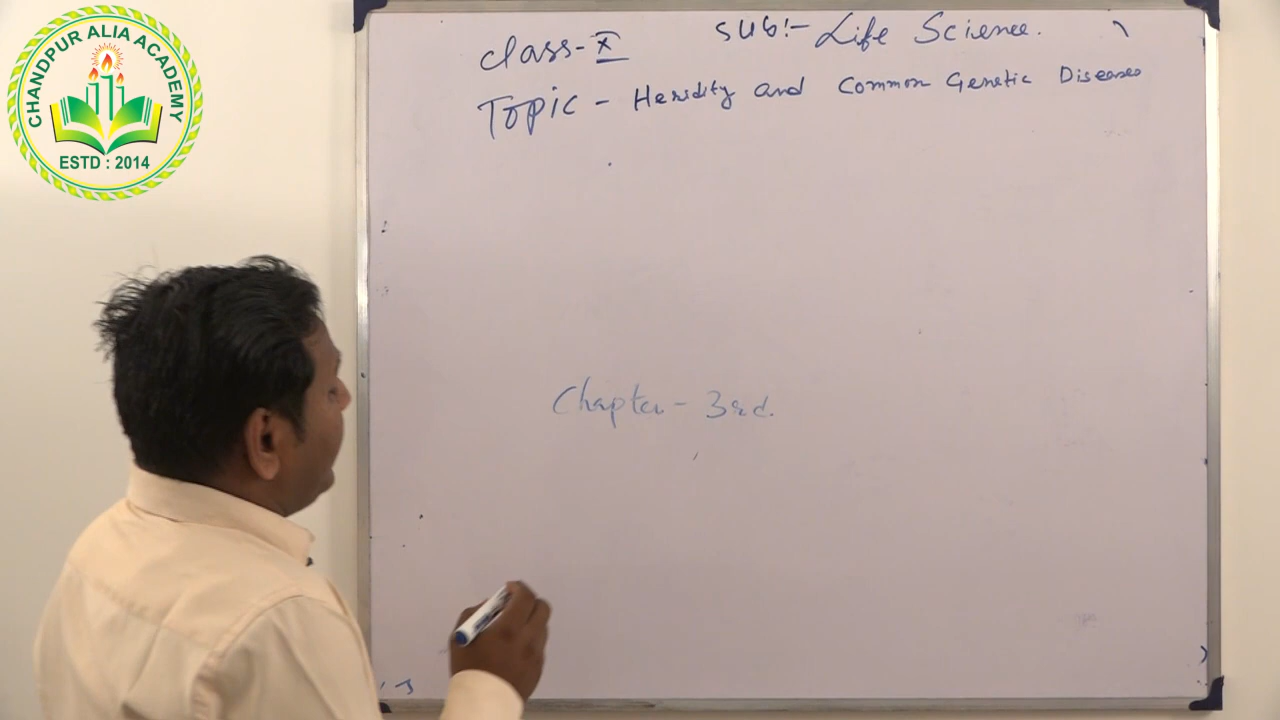 CHANDPUR ALIA ACADEMY
ESTD : 2014
Class-X Sub:- Life Science.
Topic - Heridity and Common Genetic Diseases
Chapter - 3rd.